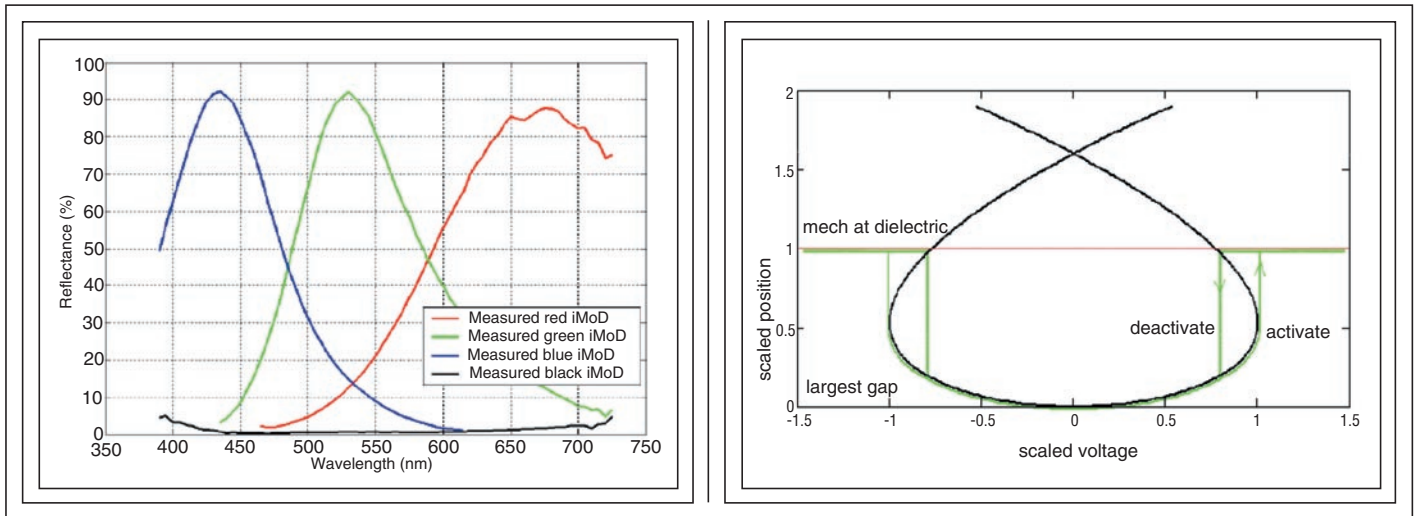 100
90
80
70
60
50
40
30
20
10
0
Reflectance (%)
350 400 450 500 550 600 650 700 750
Wavelength (nm)
Measured red iMoD
Measured green iMoD
Measured blue iMoD
Measured black iMoD
2
1.5
1
0.5
0
scaled position
mech at dielectric
deactivate
activate
largest gap
-1.5 -1 -0.5 0 0.5 1 1.5
scaled voltage